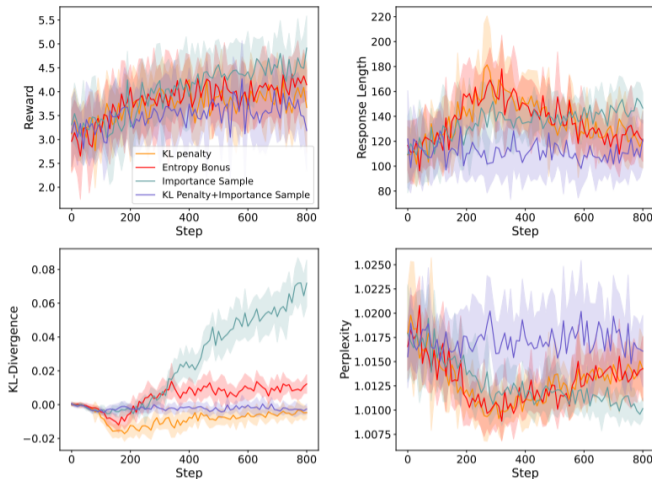 5.5
5.0
4.5
4.0
3.5
3.0
2.5
2.0
Reward
0 200 400 600 800
Step
KL penalty
Entropy Bonus
Importance Sample
KL Penalty+Importance Sample
220
200
180
160
140
120
100
80
Response Length
0 200 400 600 800
Step
0.08
0.06
0.04
0.02
0.00
−0.02
KL-Divergence
0 200 400 600 800
Step
1.0250
1.0225
1.0200
1.0175
1.0150
1.0125
1.0100
1.0075
Perplexity
0 200 400 600 800
Step